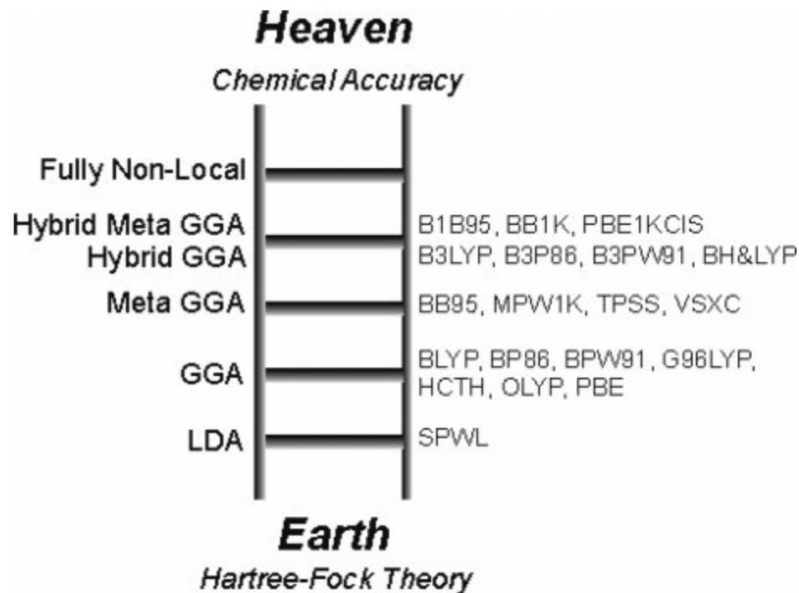 Heaven
Chemical Accuracy
Fully Non-Local
Hybrid Meta GGA
B1B95, BB1K, PBE1KCIS
Hybrid GGA
B3LYP, B3P86, B3PW91, BH&LYP
Meta GGA
BB95, MPW1K, TPSS, VSXC
GGA
BLYP, BP86, BPW91, G96LYP,
HCTH, OLYP, PBE
LDA
SPWL
Earth
Hartree-Fock Theory